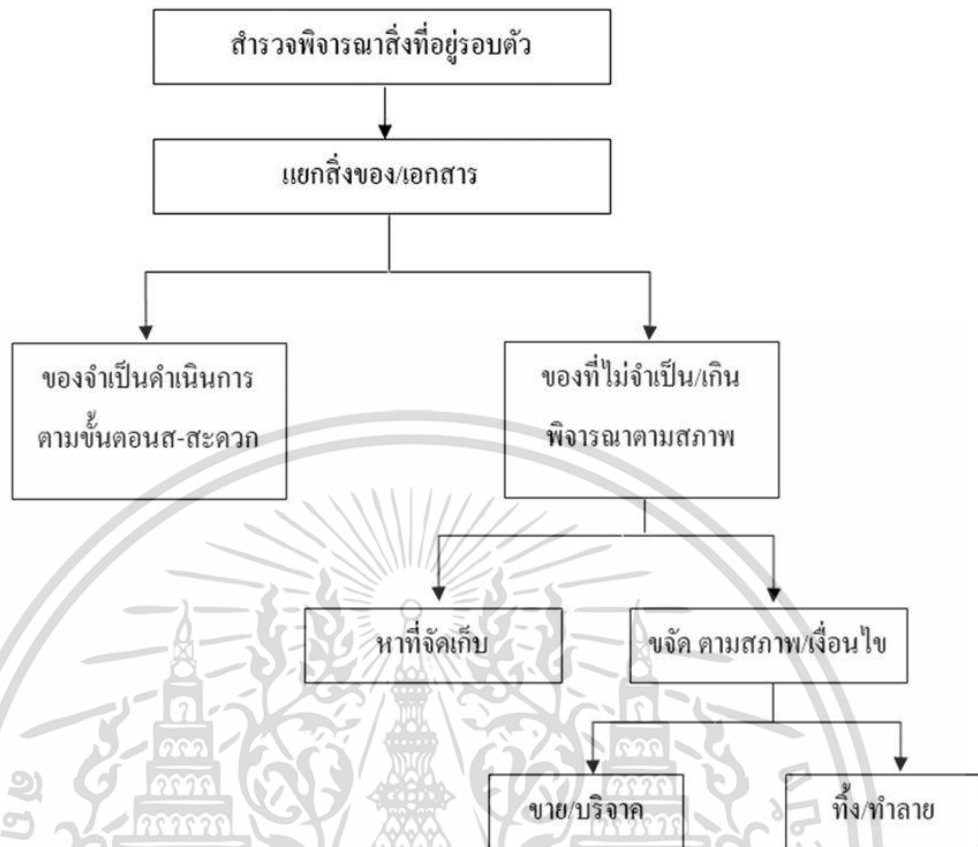 สำรวจพิจารณาสิ่งที่อยู่รอบตัว
แยกสิ่งของ/เอกสาร
ของจำเป็นดำเนินการ
ตามขั้นตอนส-สะดวก
ของที่ไม่จำเป็น/เกิน
พิจารณาตามสภาพ
หาที่จัดเก็บ
ขจัด ตามสภาพ/เงื่อนไข
ขาย/บริจาค
ทิ้ง/ทำลาย